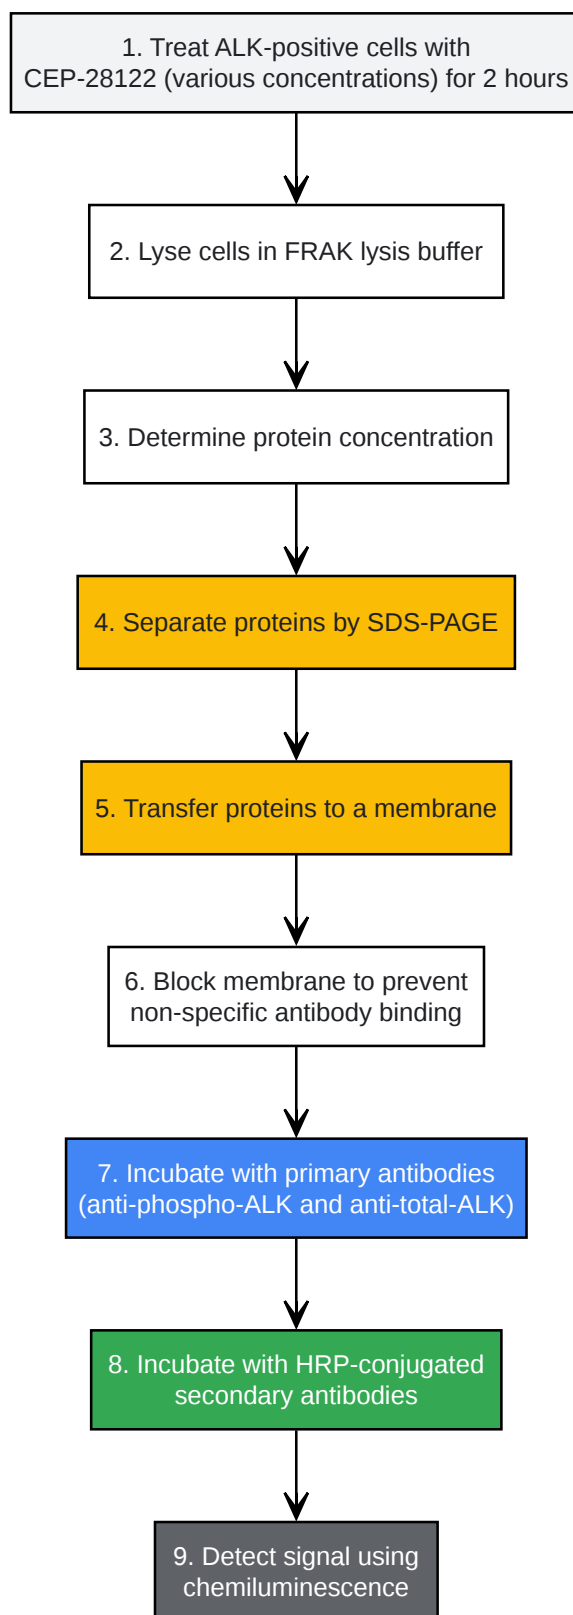 1. Treat ALK-positive cells with
CEP-28122 (various concentrations) for 2 hours
2. Lyse cells in FRAK lysis buffer
3. Determine protein concentration
4. Separate proteins by SDS-PAGE
5. Transfer proteins to a membrane
6. Block membrane to prevent
non-specific antibody binding
7. Incubate with primary antibodies
(anti-phospho-ALK and anti-total-ALK)
8. Incubate with HRP-conjugated
secondary antibodies
9. Detect signal using
chemiluminescence